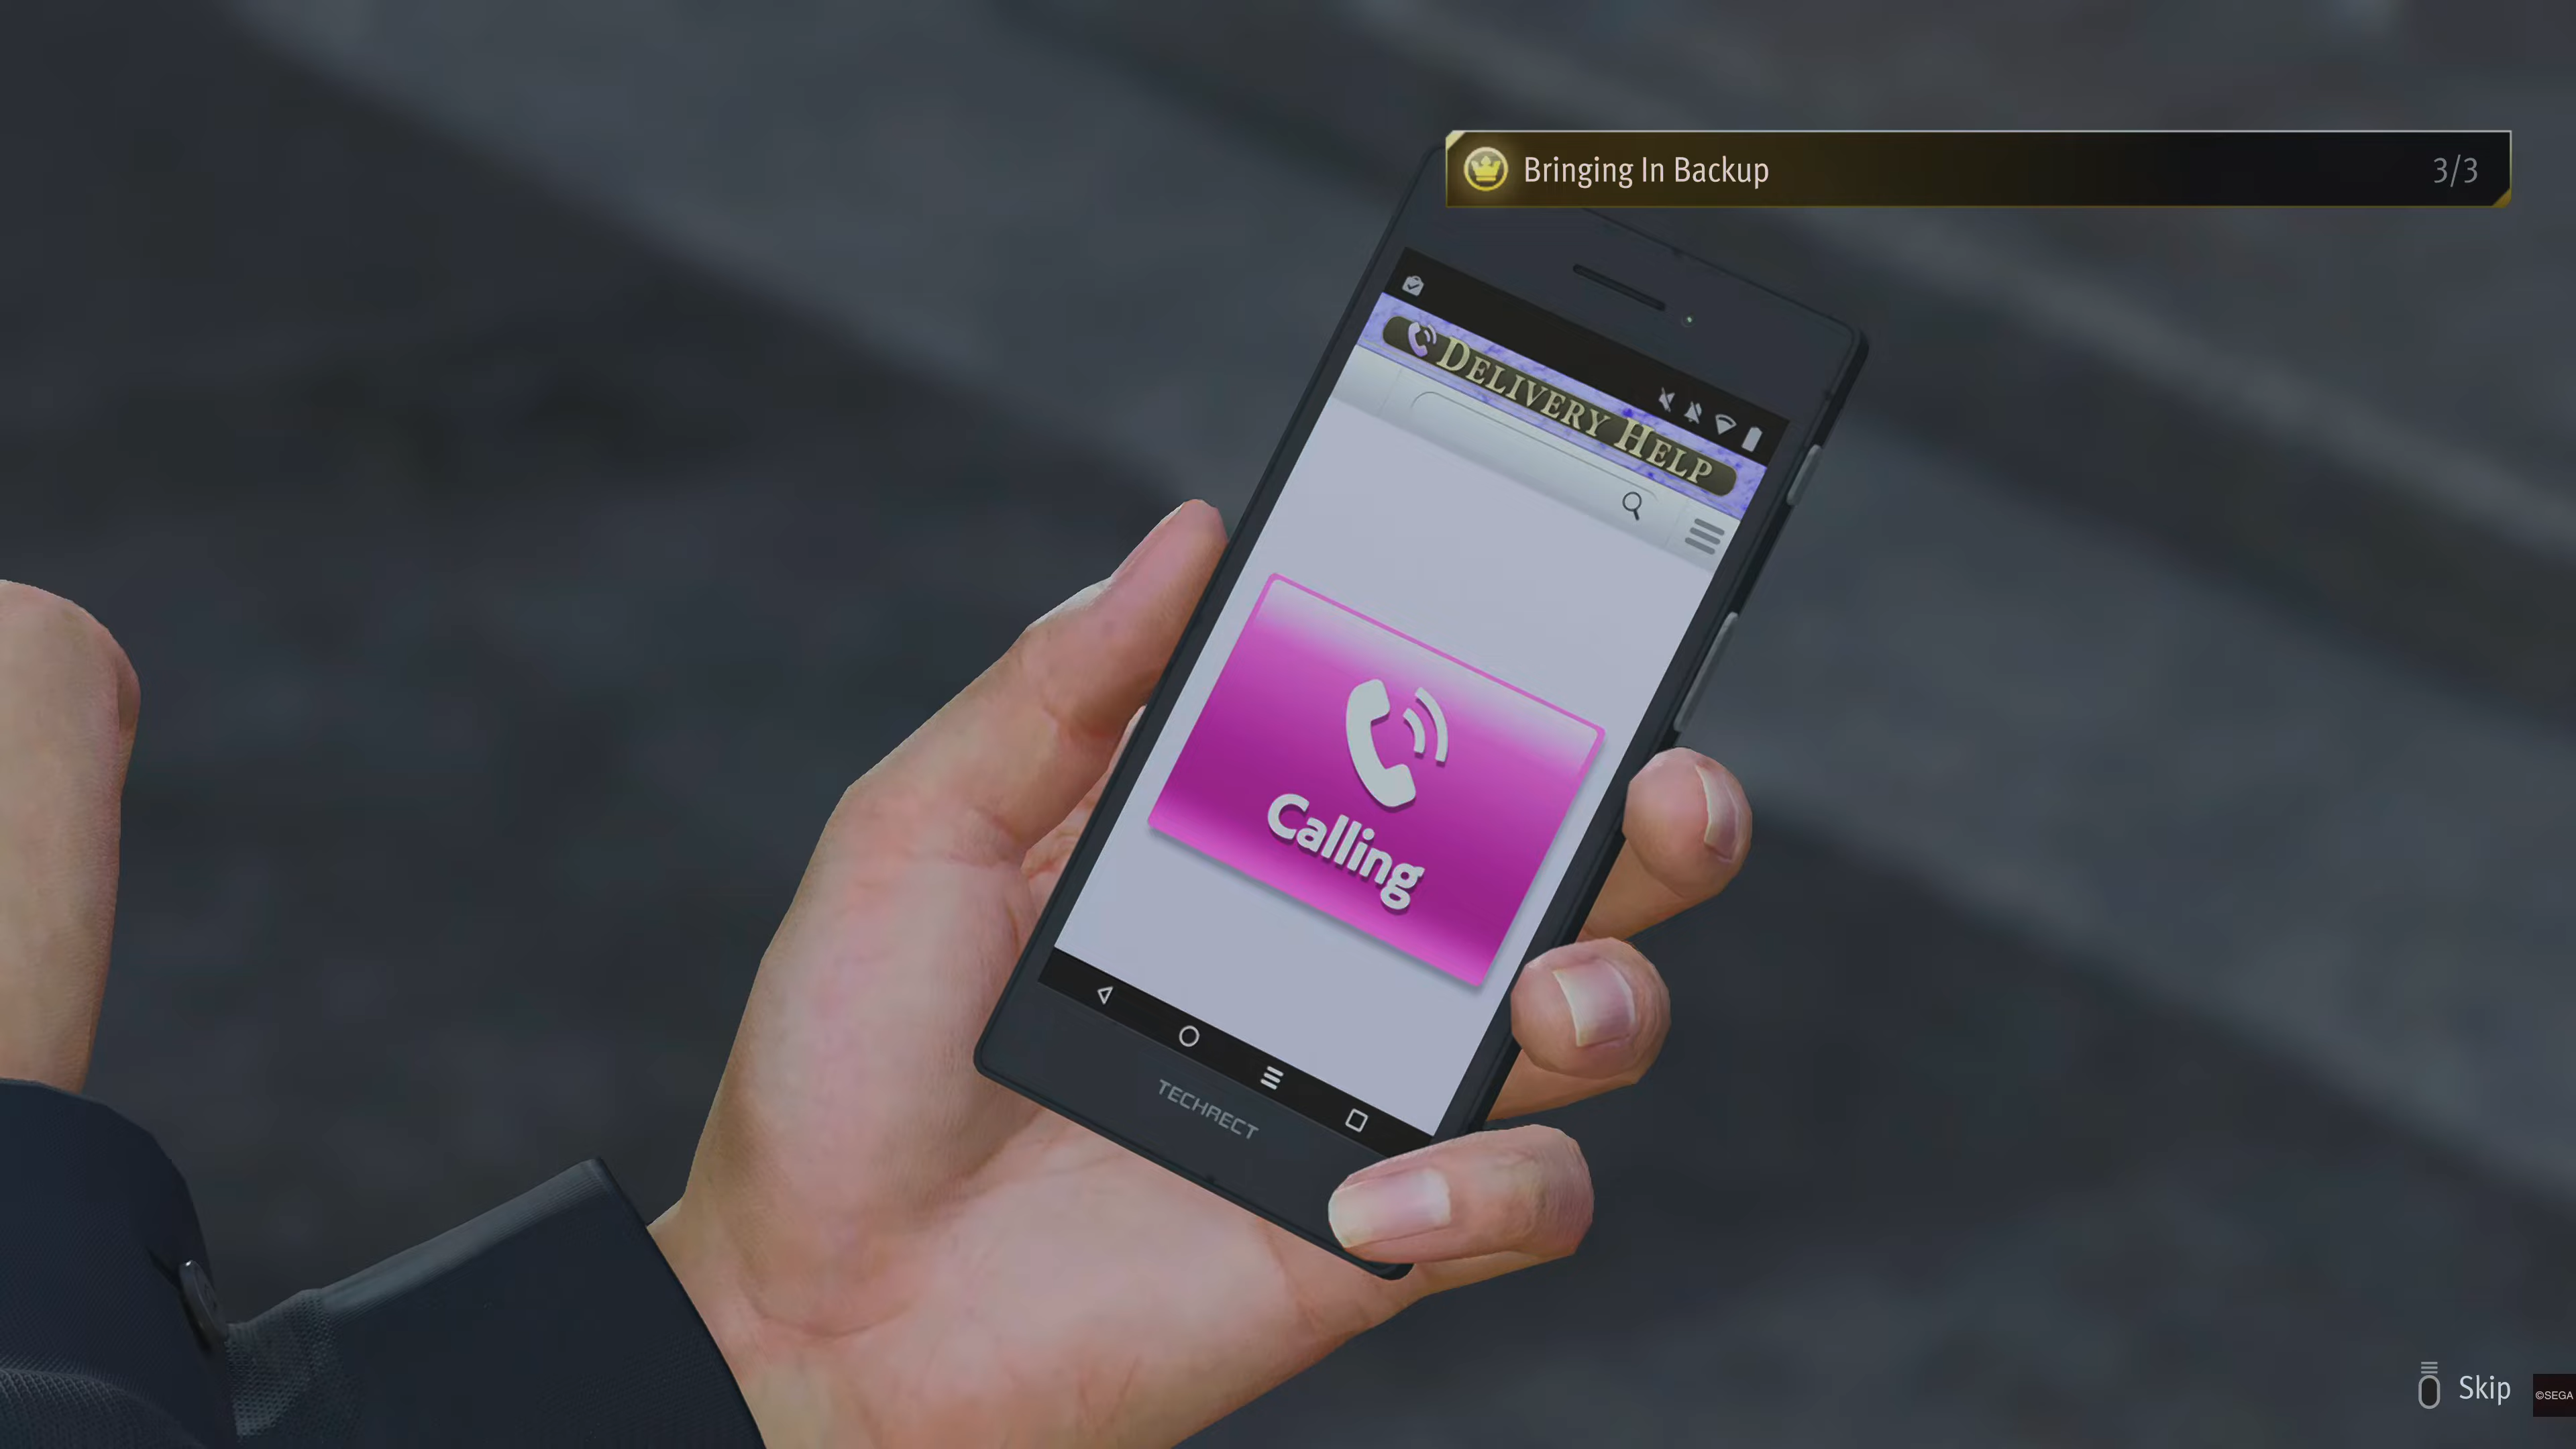 Bringing In Backup 3/3
DELIVERY HELP
Calling
TECHRECT
Skip
©SEGA